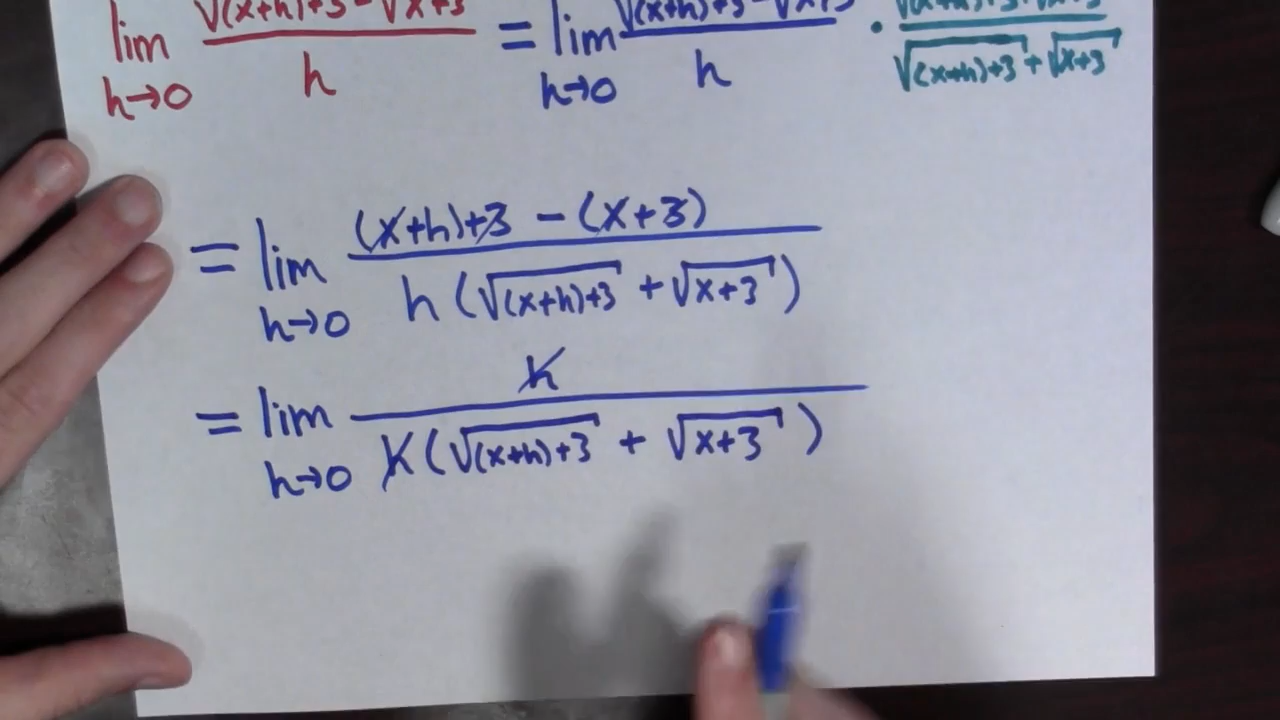 lim h→0 √(x+h)+3 - √x+3 / h = lim h→0 √(x+h)+3 - √x+3 / h · √(x+h)+3 + √x+3 / √(x+h)+3 + √x+3
= lim h→0 (x+h)+3 - (x+3) / h(√(x+h)+3 + √x+3)
= lim h→0 h / h(√(x+h)+3 + √x+3)